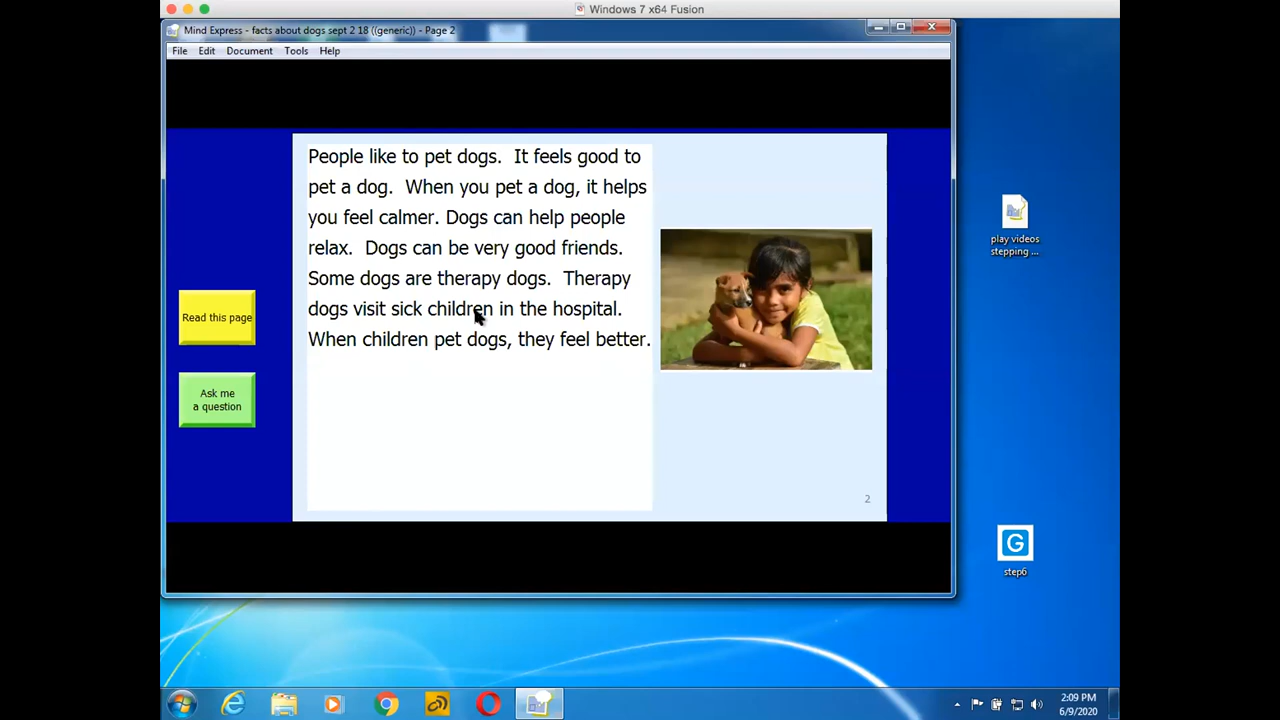 Windows 7 x64 Fusion
Mind Express - facts about dogs sept 2 18 ((generic)) - Page 2
File Edit Document Tools Help
People like to pet dogs. It feels good to
pet a dog. When you pet a dog, it helps
you feel calmer. Dogs can help people
relax. Dogs can be very good friends.
Some dogs are therapy dogs. Therapy
dogs visit sick children in the hospital.
When children pet dogs, they feel better.
Read this page
Ask me
a question
2
play videos
stepping ...
G
step6
2:09 PM
6/9/2020